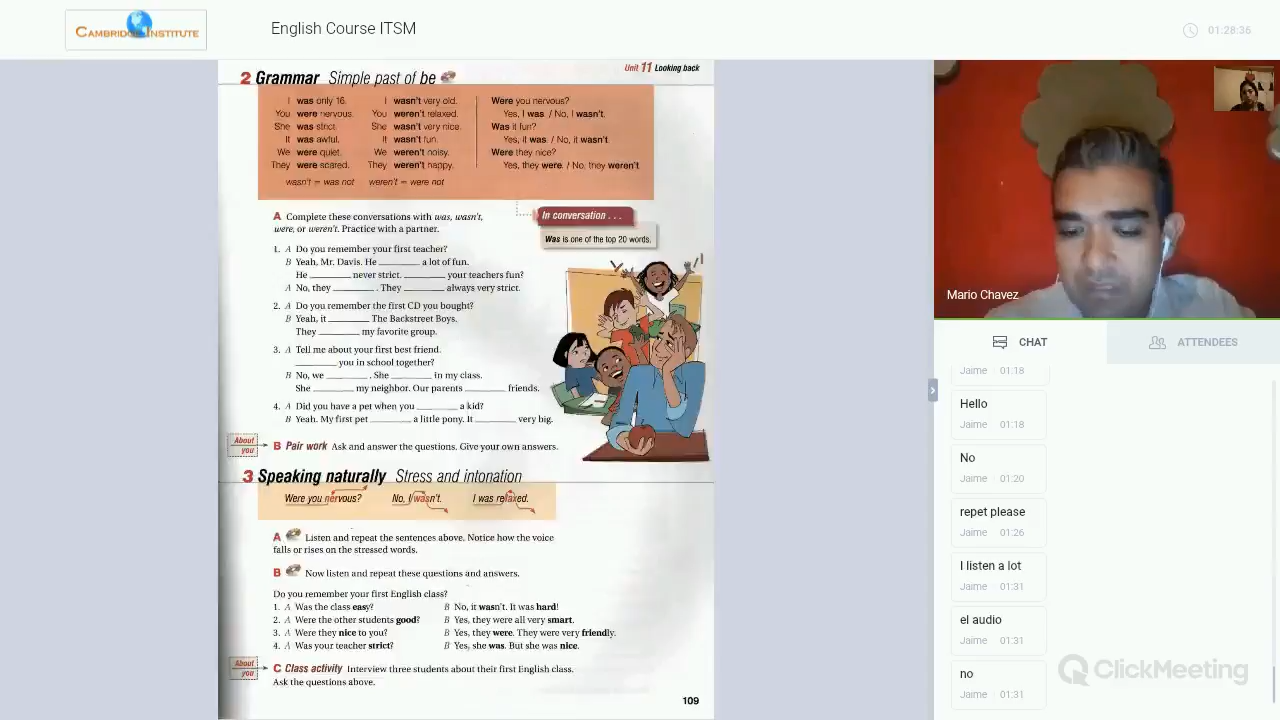 CAMBRIDGE INSTITUTE
English Course ITSM
01:28:36
Unit 11 Looking back
2 Grammar Simple past of be
I was only 16. I wasn't very old. Were you nervous?
You were nervous. You weren't relaxed. Yes, I was. / No, I wasn't.
She was strict. She wasn't very nice. Was it fun?
It was awful. It wasn't fun. Yes, it was. / No, it wasn't.
We were quiet. We weren't noisy. Were they nice?
They were scared. They weren't happy. Yes, they were. / No, they weren't.
wasn't = was not weren't = were not
In conversation . . .
Was is one of the top 20 words.
A Complete these conversations with was, wasn't,
were, or weren't. Practice with a partner.
1. A Do you remember your first teacher?
B Yeah, Mr. Davis. He ________ a lot of fun.
He ________ never strict. ________ your teachers fun?
A No, they ________ . They ________ always very strict.
2. A Do you remember the first CD you bought?
B Yeah, it ________ The Backstreet Boys.
They ________ my favorite group.
3. A Tell me about your first best friend.
________ you in school together?
B No, we ________ . She ________ in my class.
She ________ my neighbor. Our parents ________ friends.
4. A Did you have a pet when you ________ a kid?
B Yeah. My first pet ________ a little pony. It ________ very big.
About you
B Pair work Ask and answer the questions. Give your own answers.
3 Speaking naturally Stress and intonation
Were you nervous? No, I wasn't. I was relaxed.
A Listen and repeat the sentences above. Notice how the voice
falls or rises on the stressed words.
B Now listen and repeat these questions and answers.
Do you remember your first English class?
1. A Was the class easy? B No, it wasn't. It was hard!
2. A Were the other students good? B Yes, they were all very smart.
3. A Were they nice to you? B Yes, they were. They were very friendly.
4. A Was your teacher strict? B Yes, she was. But she was nice.
About you
C Class activity Interview three students about their first English class.
Ask the questions above.
109
Mario Chavez
CHAT
ATTENDEES
Jaime 01:18
Hello
Jaime 01:18
No
Jaime 01:20
repet please
Jaime 01:26
I listen a lot
Jaime 01:31
el audio
Jaime 01:31
no
Jaime 01:31
ClickMeeting